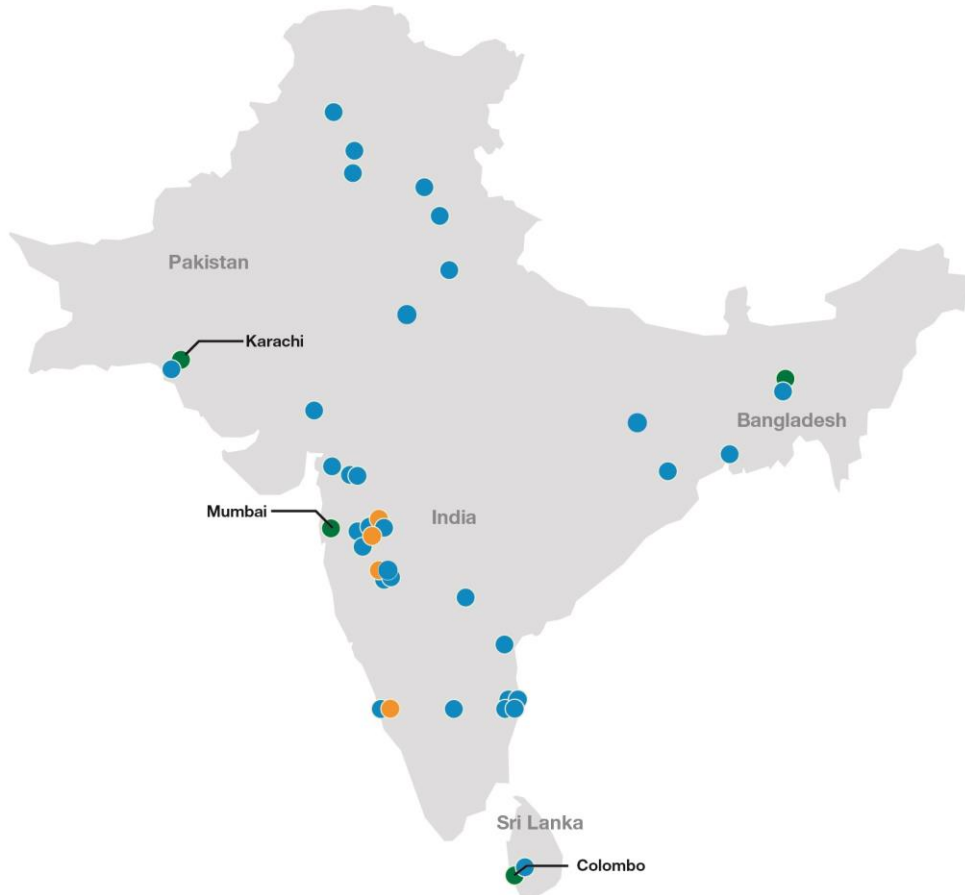 Pakistan
Karachi
Bangladesh
Mumbai
India
Sri Lanka
Colombo